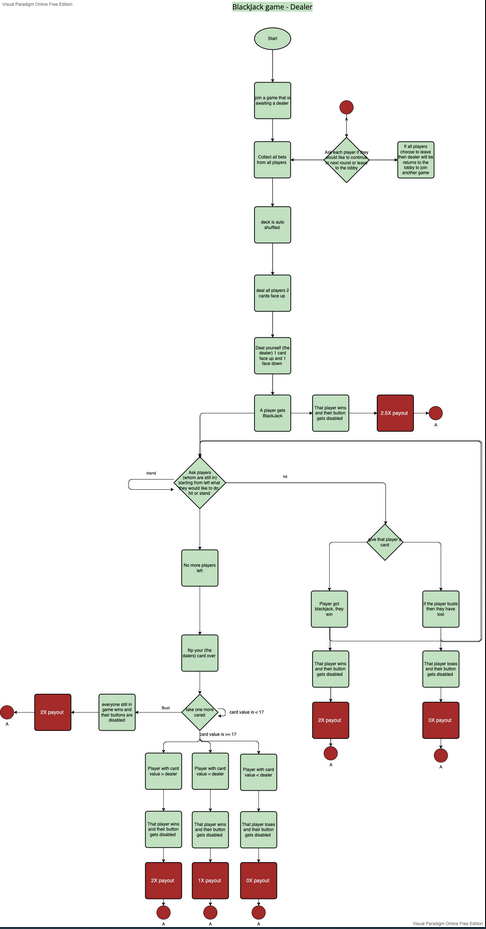 Visual Paradigm Online Free Edition
BlackJack game - Dealer
Start
join a game that is
awaiting a dealer
A
Collect all bets
from all players
Ask each player if they
would like to continue
to next round or leave
to the lobby
If all players
choose to leave
then dealer will be
returns to the
lobby to join
another game
deck is auto
shuffled
deal all players 2
cards face up
Deal yourself (the
dealer) 1 card
face up and 1
face down
A player gets
BlackJack
That player wins
and their button
gets disabled
2.5X payout
A
Ask players
(whom are still in)
starting from left what
they would like to do
hit or stand
stand
hit
give that player a
card
No more players
left
Player got
blackjack, they
win
if the player busts
then they have
lost
flip your (the
dalers) card over
That player wins
and their button
gets disabled
That player loses
and their button
gets disabled
2X payout
0X payout
A
A
take one more
cared
card value is < 17
Bust
everyone still in
game wins and
their buttons are
disabled
2X payout
A
card value is >= 17
Player with card
value > dealer
Player with card
value = dealer
Player with card
value < dealer
That player wins
and their button
gets disabled
That player wins
and their button
gets disabled
That player loses
and their button
gets disabled
2X payout
1X payout
0X payout
A
A
A
Visual Paradigm Online Free Edition